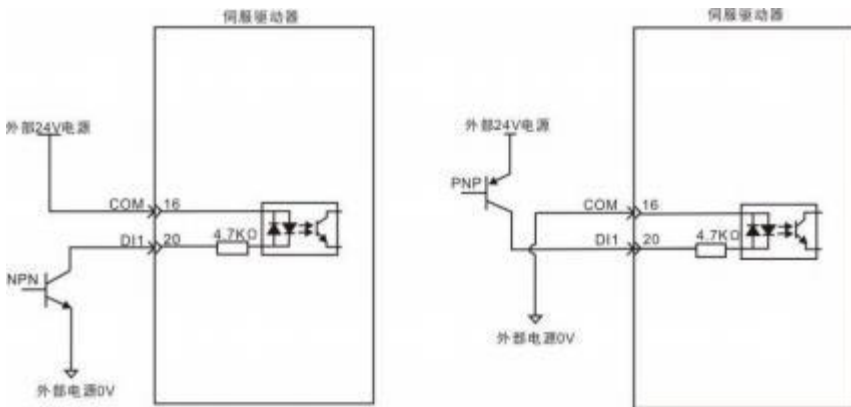 伺服驱动器
外部24V电源
COM
16
DI1
20
4.7KΩ
NPN
外部电源0V
伺服驱动器
外部24V电源
PNP
COM
16
DI1
20
4.7KΩ
外部电源0V